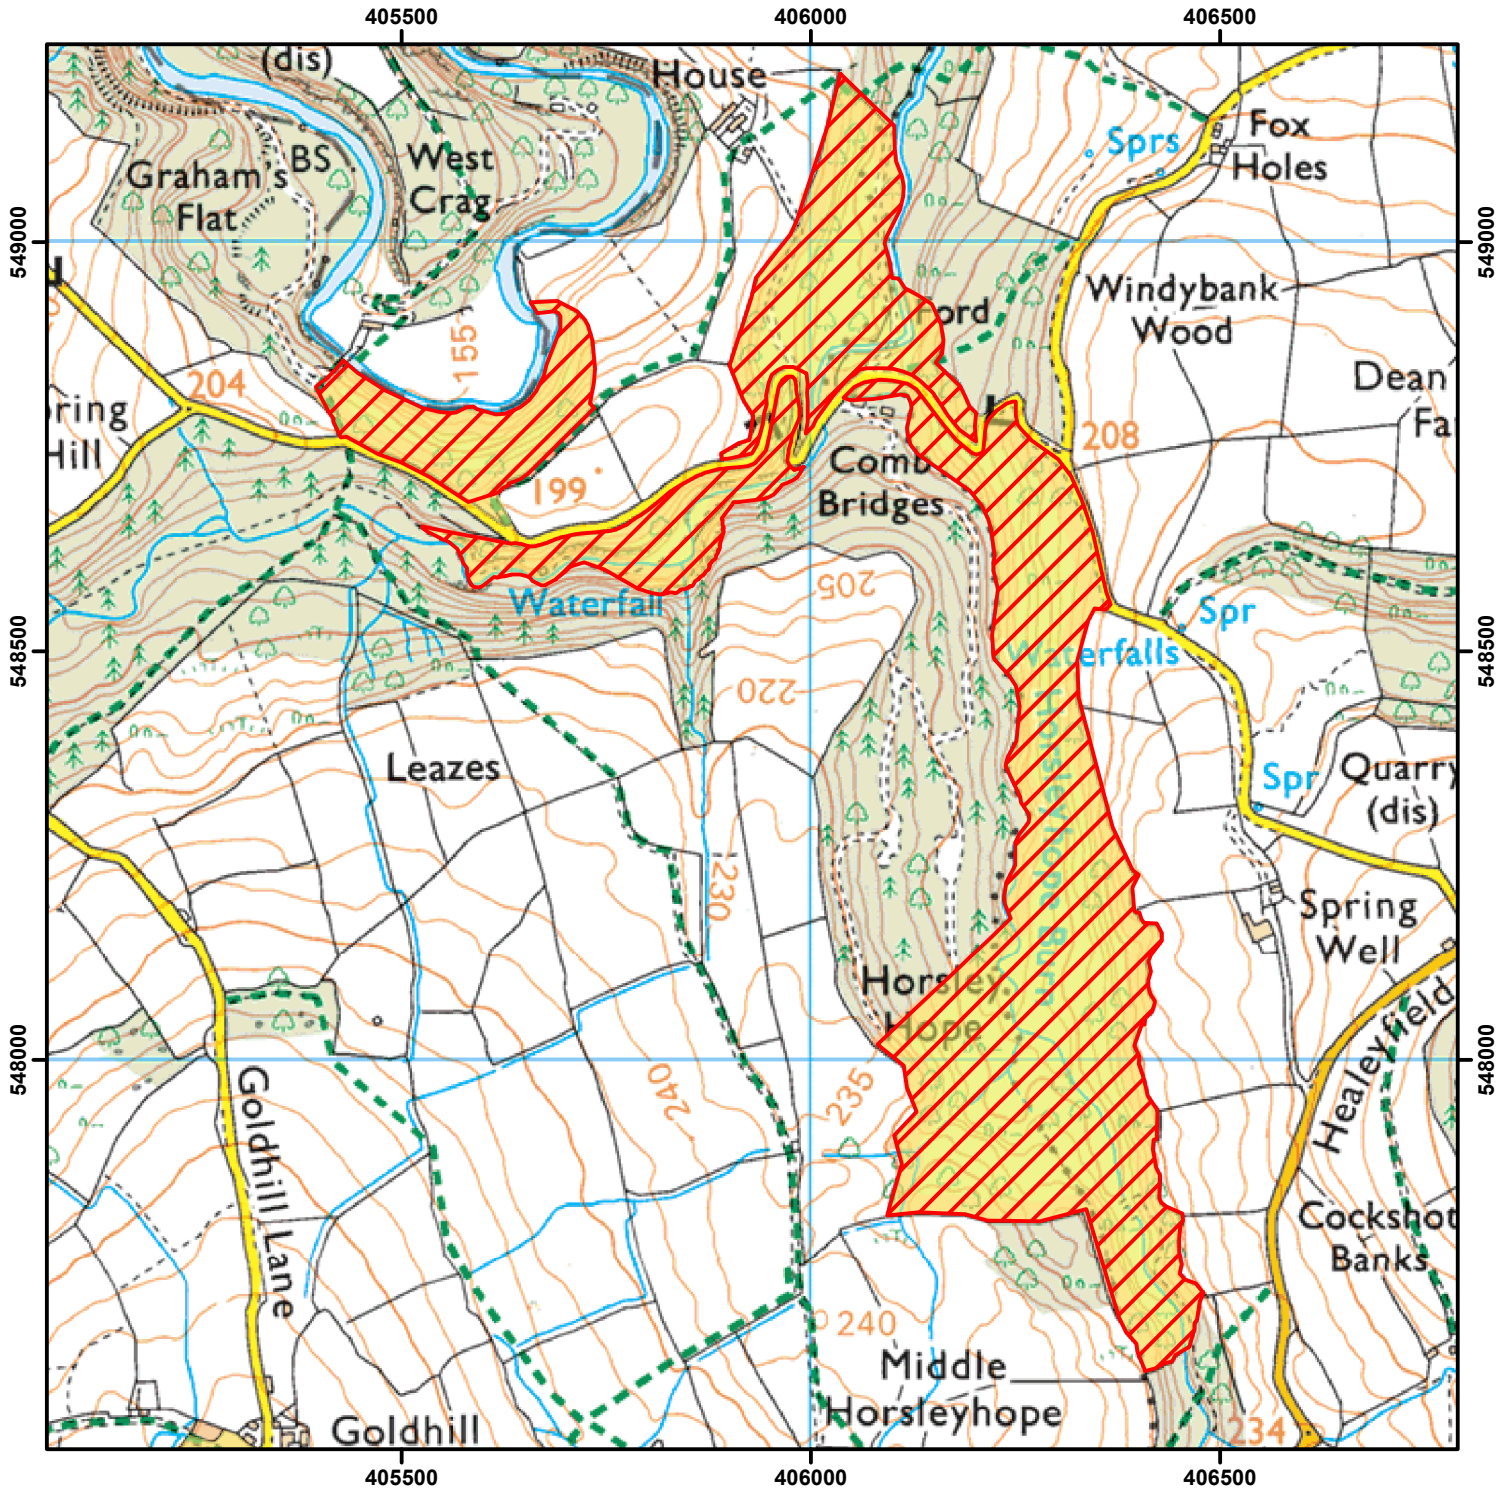 405500 406000 406500
(dis)
House
Fox
Holes
Sprs
BS
West
Crag
Graham's
Flat
549000
549000
Windybank
Wood
Ford
155
204
Dean
Fa
ring
Hill
208
Comb
Bridges
199
205
Waterfall
Spr
548500
548500
Waterfalls
220
Horsleyhope Burn
Leazes
Spr
Quarry
(dis)
230
Spring
Well
Horsley
Hope
Healeyfield
548000
548000
240
235
Goldhill Lane
Cockshot
Banks
240
Middle
Horsleyhope
Goldhill
234
405500 406000 406500